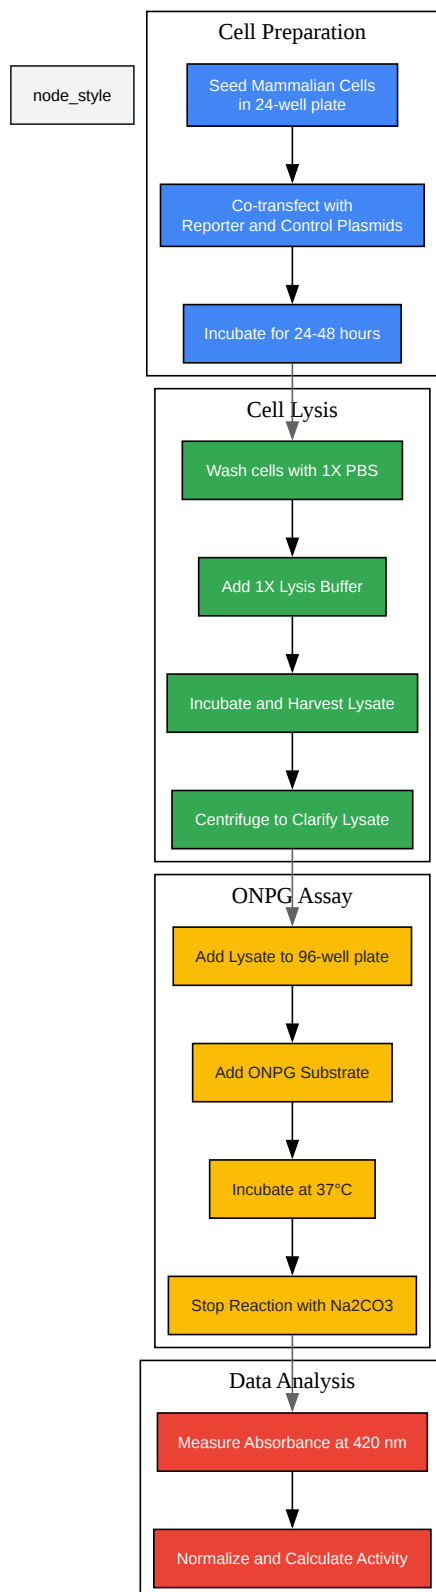 Cell Preparation
node_style
Seed Mammalian Cells
in 24-well plate
Co-transfect with
Reporter and Control Plasmids
Incubate for 24-48 hours
Cell Lysis
Wash cells with 1X PBS
Add 1X Lysis Buffer
Incubate and Harvest Lysate
Centrifuge to Clarify Lysate
ONPG Assay
Add Lysate to 96-well plate
Add ONPG Substrate
Incubate at 37°C
Stop Reaction with Na2CO3
Data Analysis
Measure Absorbance at 420 nm
Normalize and Calculate Activity